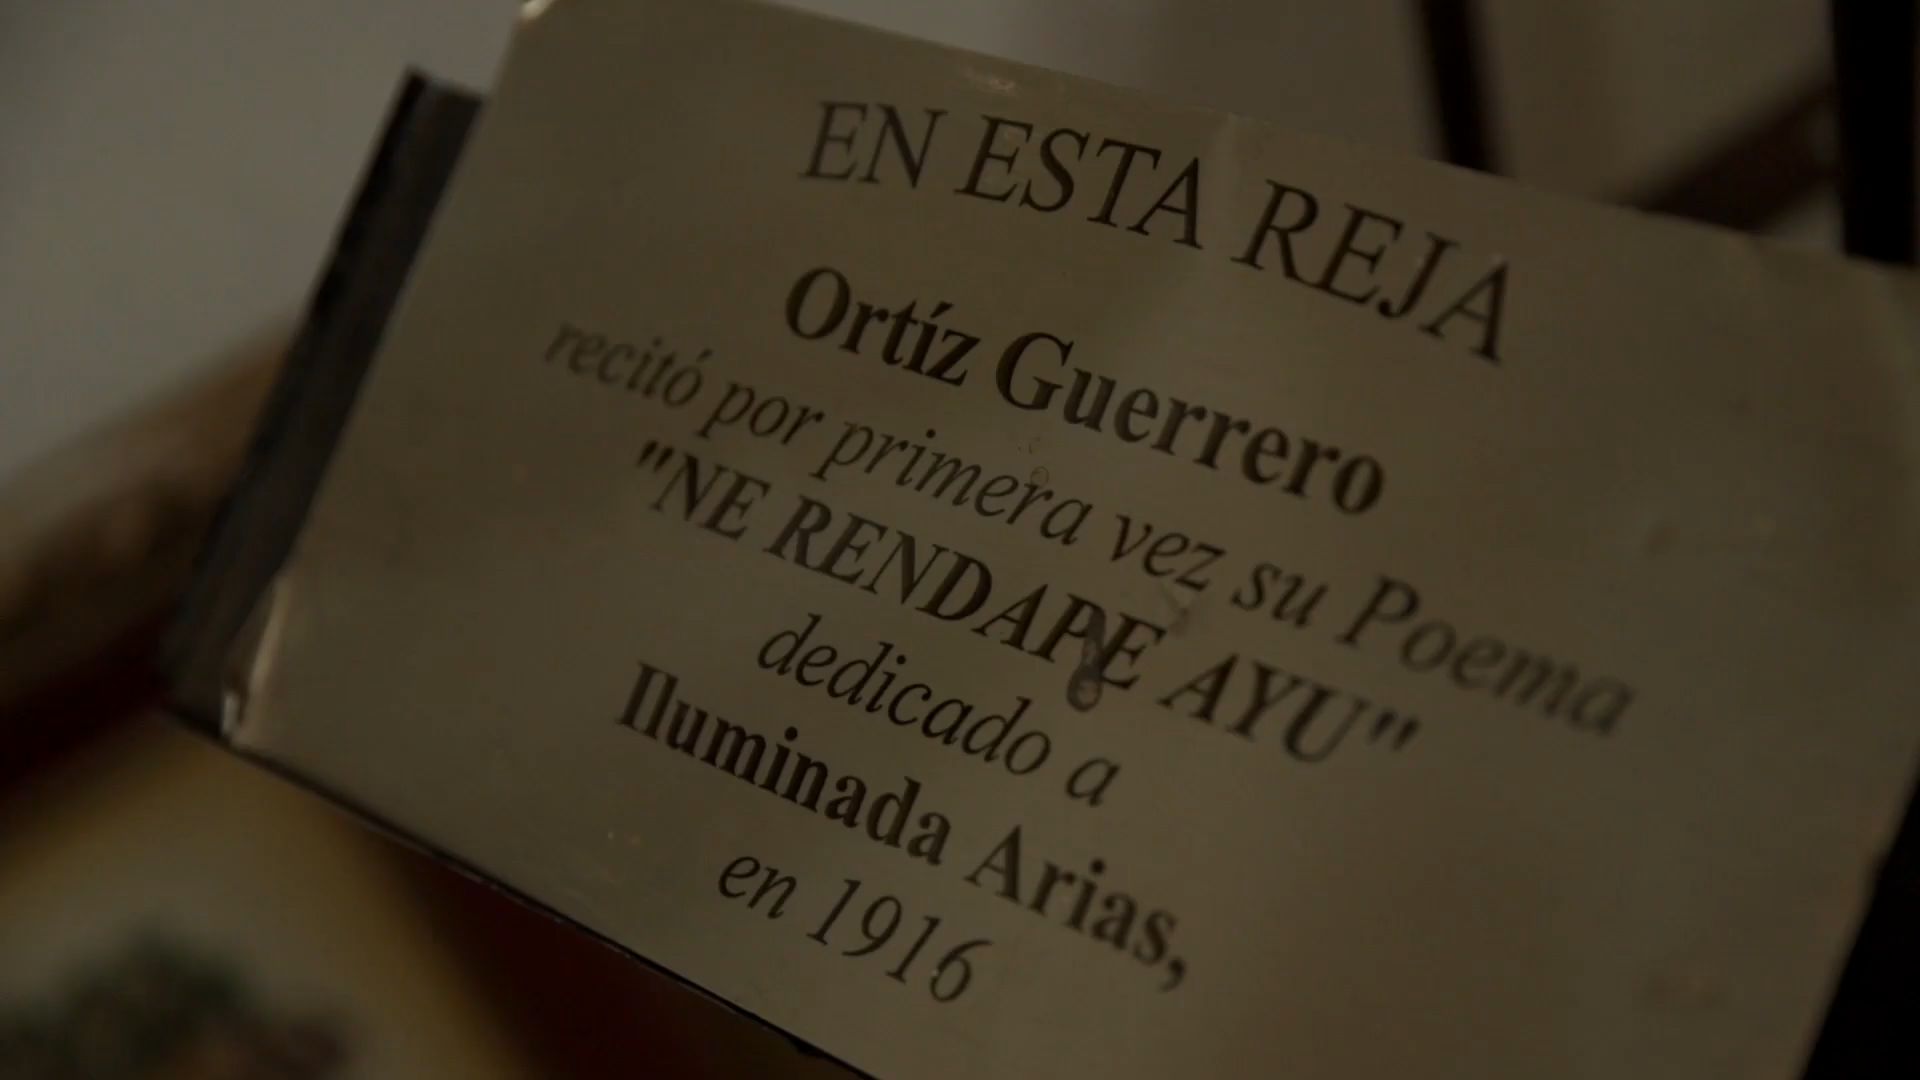 EN ESTA REJA
Ortíz Guerrero
recitó por primera vez su Poema
"NE RENDAPE AYU"
dedicado a
Iluminada Arias,
en 1916